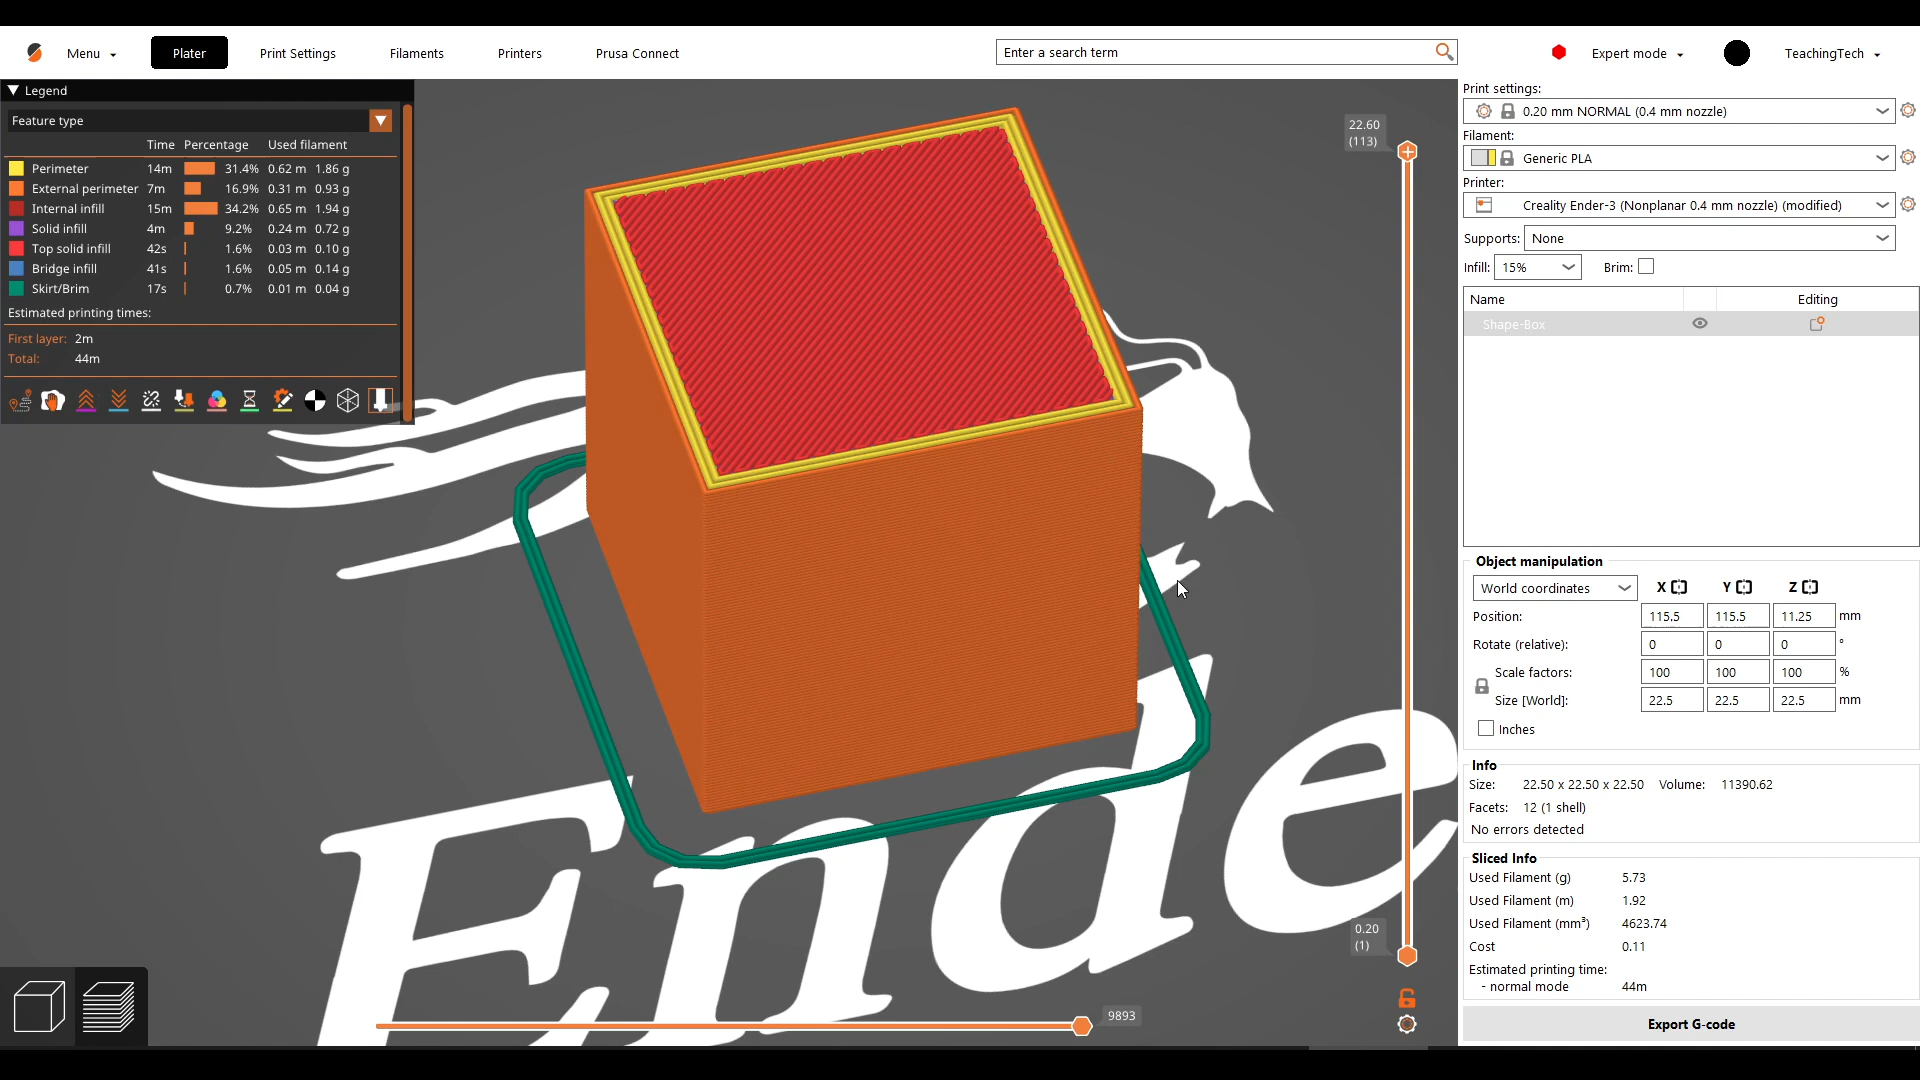 Menu
Plater
Print Settings
Filaments
Printers
Prusa Connect
Enter a search term
Expert mode
TeachingTech
Legend
Feature type
Time Percentage Used filament
Perimeter 14m 31.4% 0.62 m 1.86 g
External perimeter 7m 16.9% 0.31 m 0.93 g
Internal infill 15m 34.2% 0.65 m 1.94 g
Solid infill 4m 9.2% 0.24 m 0.72 g
Top solid infill 42s 1.6% 0.03 m 0.10 g
Bridge infill 41s 1.6% 0.05 m 0.14 g
Skirt/Brim 17s 0.7% 0.01 m 0.04 g
Estimated printing times:
First layer: 2m
Total: 44m
22.60
(113)
0.20
(1)
9893
Ende
Print settings:
0.20 mm NORMAL (0.4 mm nozzle)
Filament:
Generic PLA
Printer:
Creality Ender-3 (Nonplanar 0.4 mm nozzle) (modified)
Supports: None
Infill: 15% Brim:
Name Editing
Shape-Box
Object manipulation
World coordinates X Y Z
Position: 115.5 115.5 11.25 mm
Rotate (relative): 0 0 0 °
Scale factors: 100 100 100 %
Size [World]: 22.5 22.5 22.5 mm
Inches
Info
Size: 22.50 x 22.50 x 22.50 Volume: 11390.62
Facets: 12 (1 shell)
No errors detected
Sliced Info
Used Filament (g) 5.73
Used Filament (m) 1.92
Used Filament (mm³) 4623.74
Cost 0.11
Estimated printing time:
- normal mode 44m
Export G-code